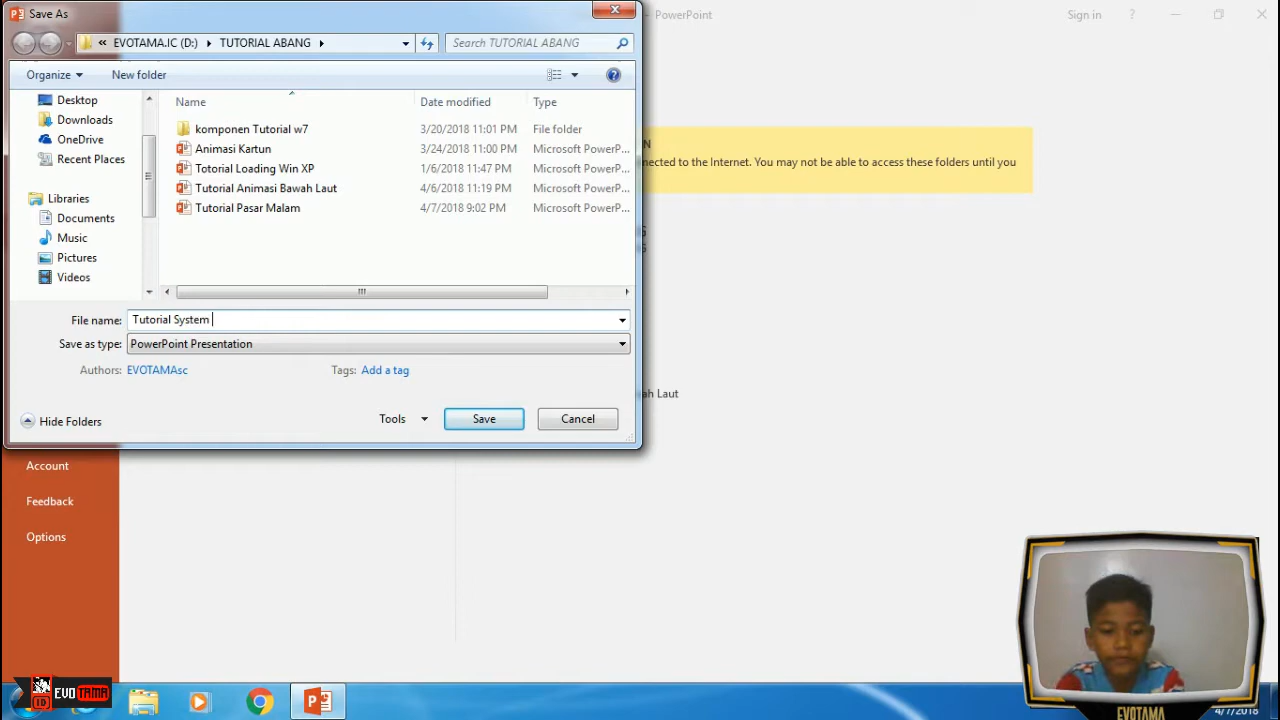 Save As
PowerPoint
Sign in
?
« EVOTAMA.IC (D:) TUTORIAL ABANG
Search TUTORIAL ABANG
Organize
New folder
Name
Date modified
Type
Desktop
Downloads
OneDrive
Recent Places
Libraries
Documents
Music
Pictures
Videos
komponen Tutorial w7 3/20/2018 11:01 PM File folder
Animasi Kartun 3/24/2018 11:00 PM Microsoft PowerP...
Totorial Loading Win XP 1/6/2018 11:47 PM Microsoft PowerP...
Tutorial Animasi Bawah Laut 4/6/2018 11:19 PM Microsoft PowerP...
Tutorial Pasar Malam 4/7/2018 9:02 PM Microsoft PowerP...
N
nected to the Internet. You may not be able to access these folders until you
G
G
ah Laut
File name: Tutorial System
Save as type: PowerPoint Presentation
Authors: EVOTAMAsc
Tags: Add a tag
Hide Folders
Tools
Save
Cancel
Account
Feedback
Options
ID EVOTAMA
EVOTAMA
4/7/2018